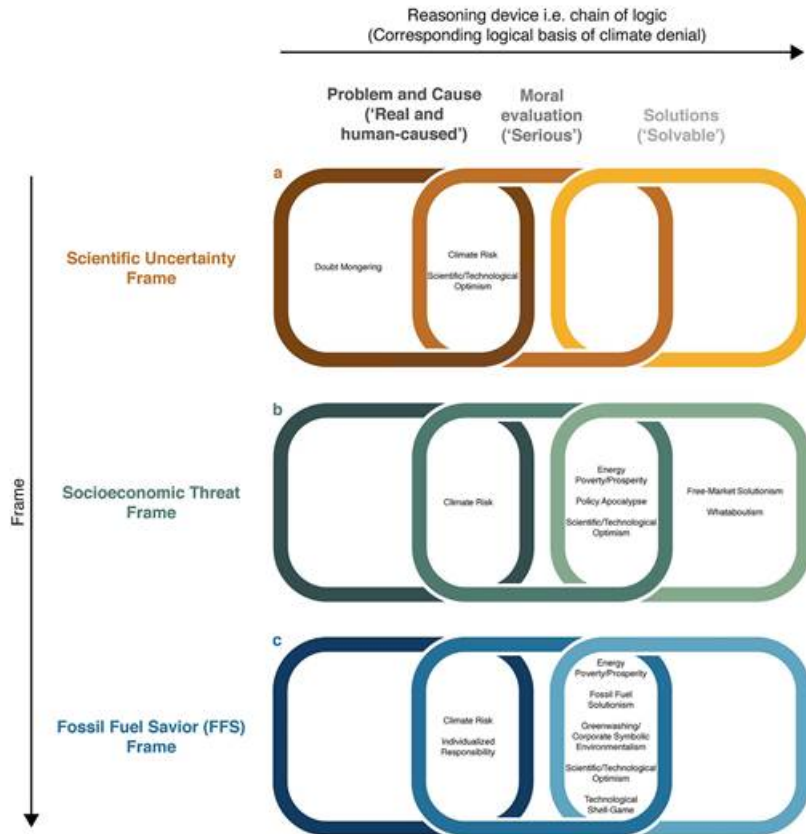 Reasoning device i.e. chain of logic
(Corresponding logical basis of climate denial)
Problem and Cause
('Real and
human-caused')
Moral
evaluation
('Serious')
Solutions
('Solvable')
Frame
a
Scientific Uncertainty
Frame
Doubt Mongering
Climate Risk
Scientific/Technological
Optimism
b
Socioeconomic Threat
Frame
Climate Risk
Energy
Poverty/Prosperity
Policy Apocalypse
Scientific/Technological
Optimism
Free-Market Solutionism
Whataboutism
c
Fossil Fuel Savior (FFS)
Frame
Climate Risk
Individualized
Responsibility
Energy
Poverty/Prosperity
Fossil Fuel
Solutionism
Greenwashing/
Corporate Symbolic
Environmentalism
Scientific/Technological
Optimism
Technological
Shell-Game